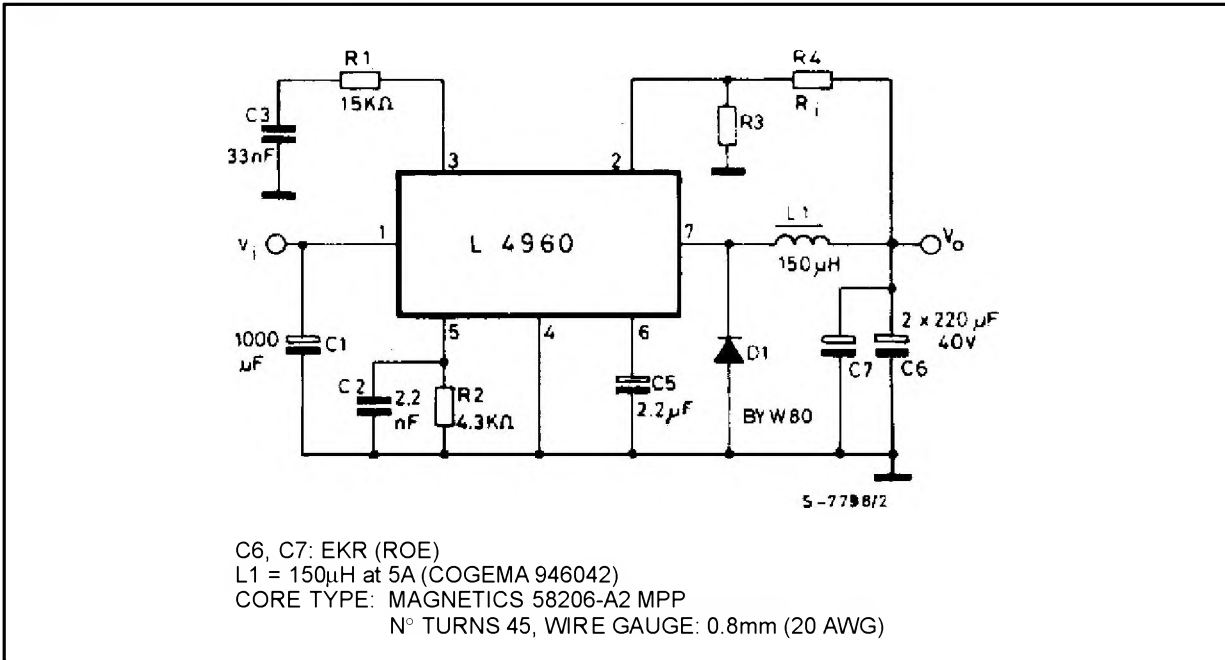 R1
15KΩ
C3
33nF
3
R4
Ri
R3
2
Vi
1
L 4960
7
L1
150μH
Vo
1000
μF
C1
5
4
6
C2
2.2
nF
R2
4.3KΩ
C5
2.2μF
D1
BYW80
C7
C6
2 x 220 μF
40V
S-7798/2
C6, C7: EKR (ROE)
L1 = 150μH at 5A (COGEMA 946042)
CORE TYPE: MAGNETICS 58206-A2 MPP
N° TURNS 45, WIRE GAUGE: 0.8mm (20 AWG)